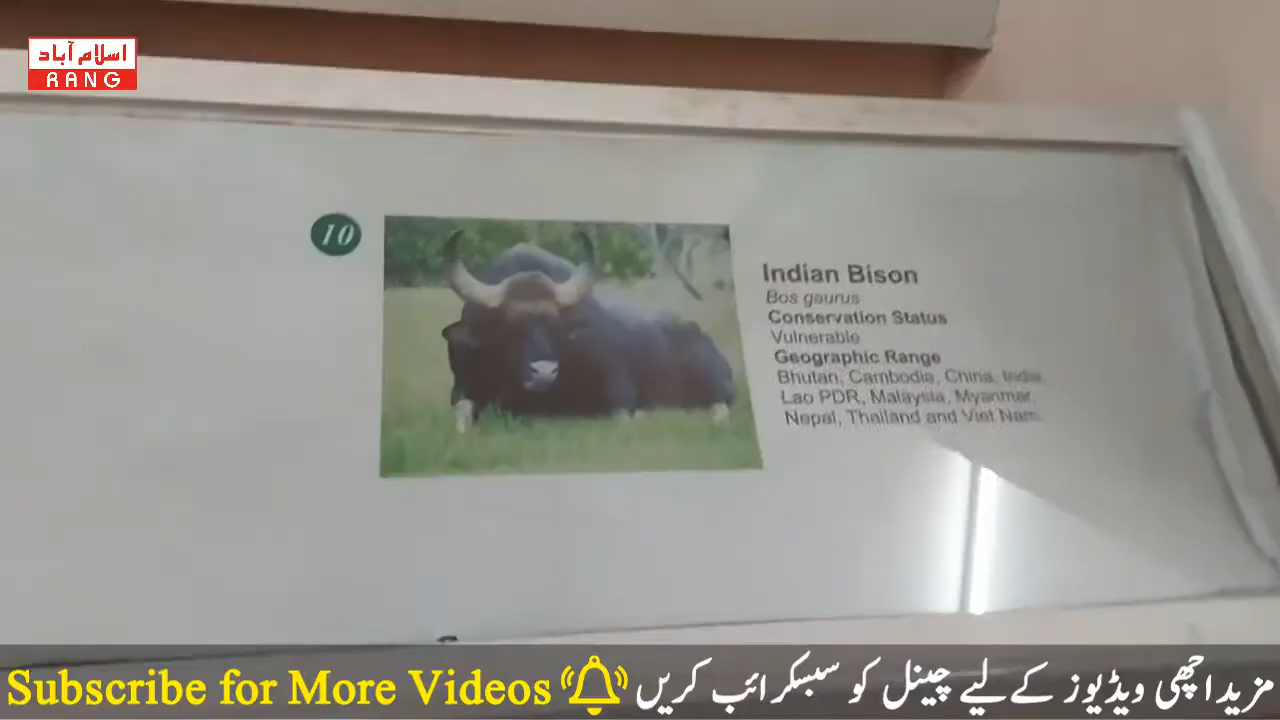 اسلام آباد
RANG
10
Indian Bison
Bos gaurus
Conservation Status
Vulnerable
Geographic Range
Bhutan, Cambodia, China, India,
Lao PDR, Malaysia, Myanmar,
Nepal, Thailand and Viet Nam
Subscribe for More Videos مزید اچھی ویڈیوز کے لیے چینل کو سبسکرائب کریں